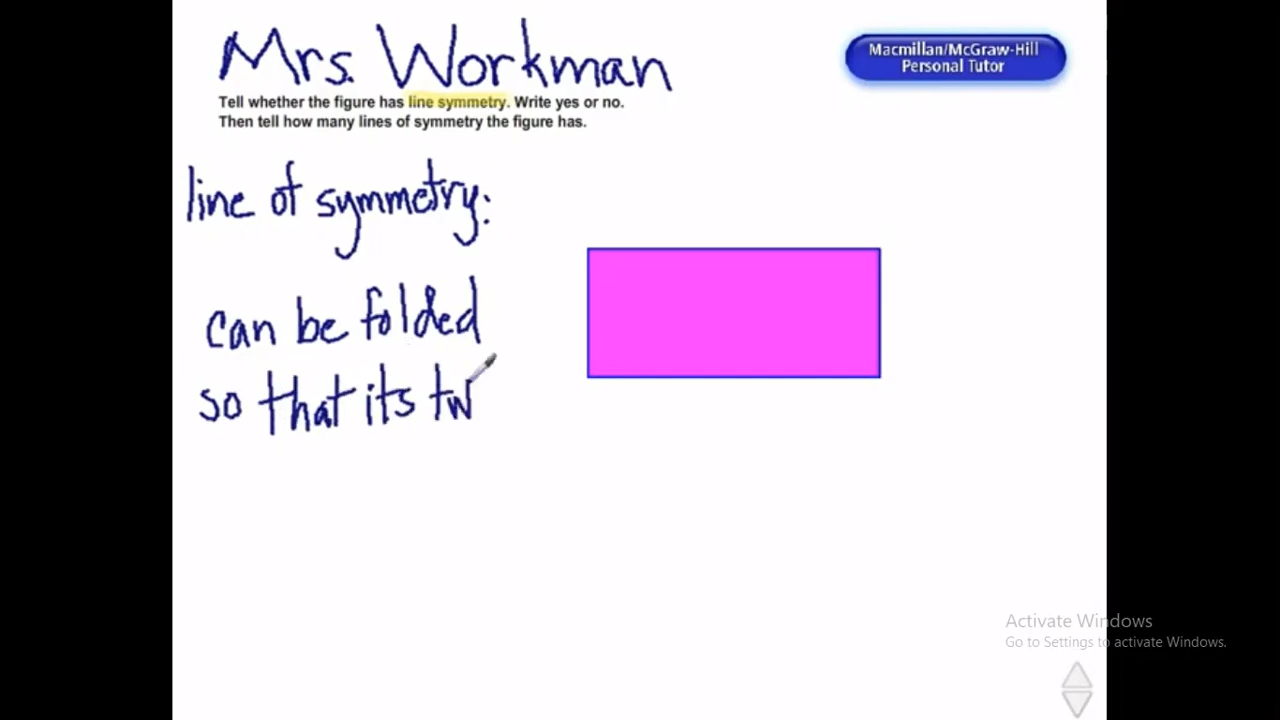 Mrs. Workman
Macmillan/McGraw-Hill
Personal Tutor
Tell whether the figure has line symmetry. Write yes or no.
Then tell how many lines of symmetry the figure has.
line of symmetry:
can be folded
so that its tw
Activate Windows
Go to Settings to activate Windows.